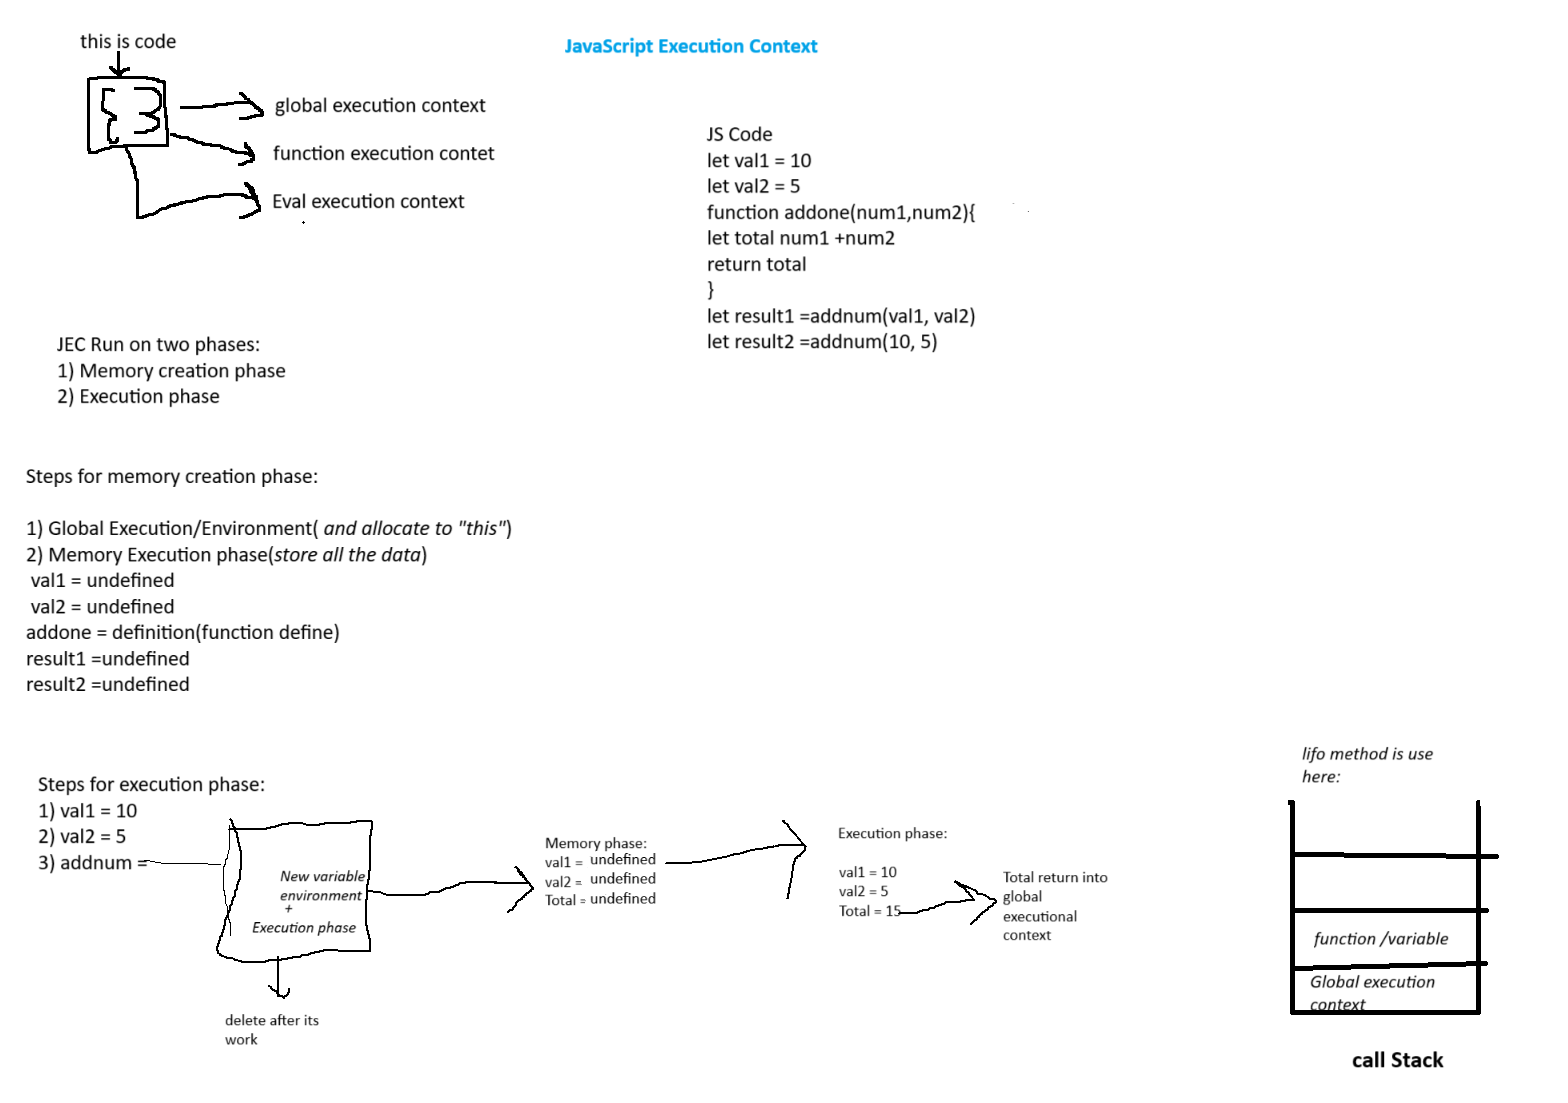 this is code
JavaScript Execution Context
global execution context
function execution contet
Eval execution context
JS Code
let val1 = 10
let val2 = 5
function addone(num1,num2){
let total num1 +num2
return total
}
let result1 =addnum(val1, val2)
let result2 =addnum(10, 5)
JEC Run on two phases:
1) Memory creation phase
2) Execution phase
Steps for memory creation phase:
1) Global Execution/Environment( and allocate to "this")
2) Memory Execution phase(store all the data)
val1 = undefined
val2 = undefined
addone = definition(function define)
result1 =undefined
result2 =undefined
Steps for execution phase:
1) val1 = 10
2) val2 = 5
3) addnum =
New variable
environment
+
Execution phase
delete after its
work
Memory phase:
val1 = undefined
val2 = undefined
Total = undefined
Execution phase:
val1 = 10
val2 = 5
Total = 15
Total return into
global
executional
context
lifo method is use
here:
function /variable
Global execution
context
call Stack